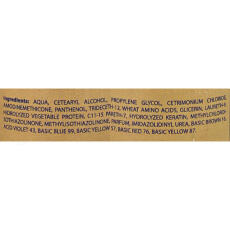 Ingredients: AQUA, CETEARYL ALCOHOL, PROPYLENE GLYCOL, CETRIMONIUM CHLORIDE,
AMODIMETHICONE, PANTHENOL, TRIDECETH-12, WHEAT AMINO ACIDS, GLYCERIN, LAURETH-9,
HYDROLYZED VEGETABLE PROTEIN, C11-15 PARETH-7, HYDROLYZED KERATIN, METHYLCHLORO-
ISOTHIAZOLINONE, METHYLISOTHIAZOLINONE, PARFUM, IMIDAZOLIDINYL UREA, BASIC BROWN 16,
ACID VIOLET 43, BASIC BLUE 99, BASIC YELLOW 57, BASIC RED 76, BASIC YELLOW 87.